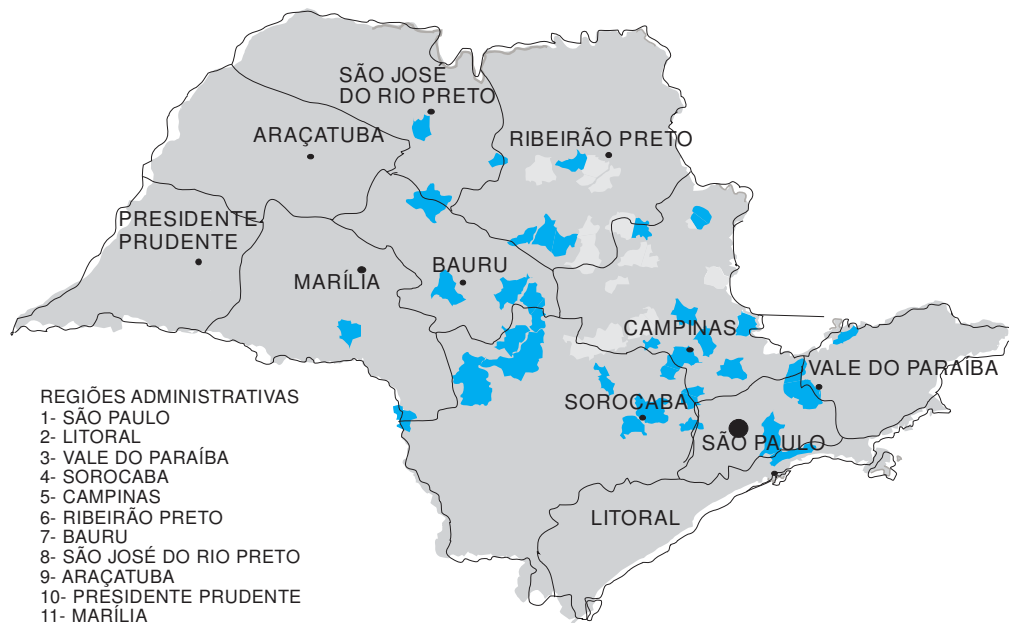 SÃO JOSÉ
DO RIO PRETO
ARAÇATUBA
RIBEIRÃO PRETO
PRESIDENTE
PRUDENTE
MARÍLIA
BAURU
CAMPINAS
VALE DO PARAÍBA
SOROCABA
SÃO PAULO
LITORAL
REGIÕES ADMINISTRATIVAS
1- SÃO PAULO
2- LITORAL
3- VALE DO PARAÍBA
4- SOROCABA
5- CAMPINAS
6- RIBEIRÃO PRETO
7- BAURU
8- SÃO JOSÉ DO RIO PRETO
9- ARAÇATUBA
10- PRESIDENTE PRUDENTE
11- MARÍLIA